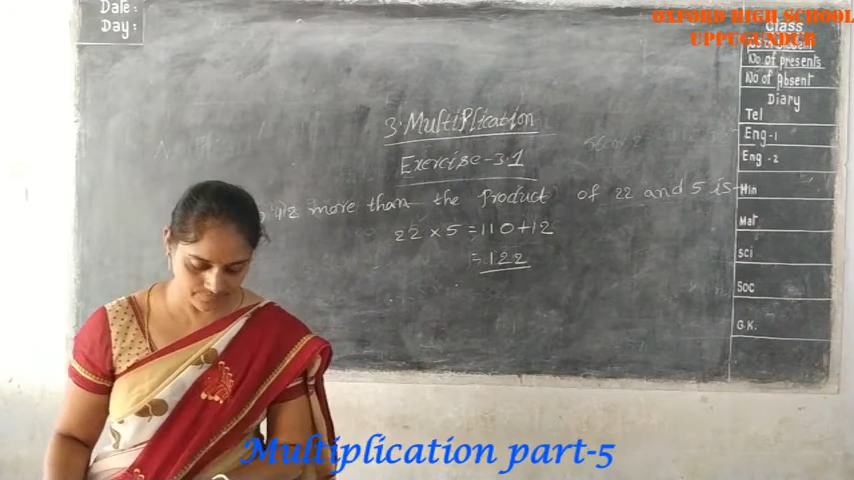 Date:
Day:
OXFORD HIGH SCHOOL
UPPUGUNDUR
Class
No of presents
No of Absent
Diary
Tel
Eng-1
Eng-2
Hin
Mat
Sci
Soc
G.K.
3. Multiplication
Exercise-3.1
12 more than the product of 22 and 5 is
22 × 5 = 110 + 12
= 122
Multiplication part-5